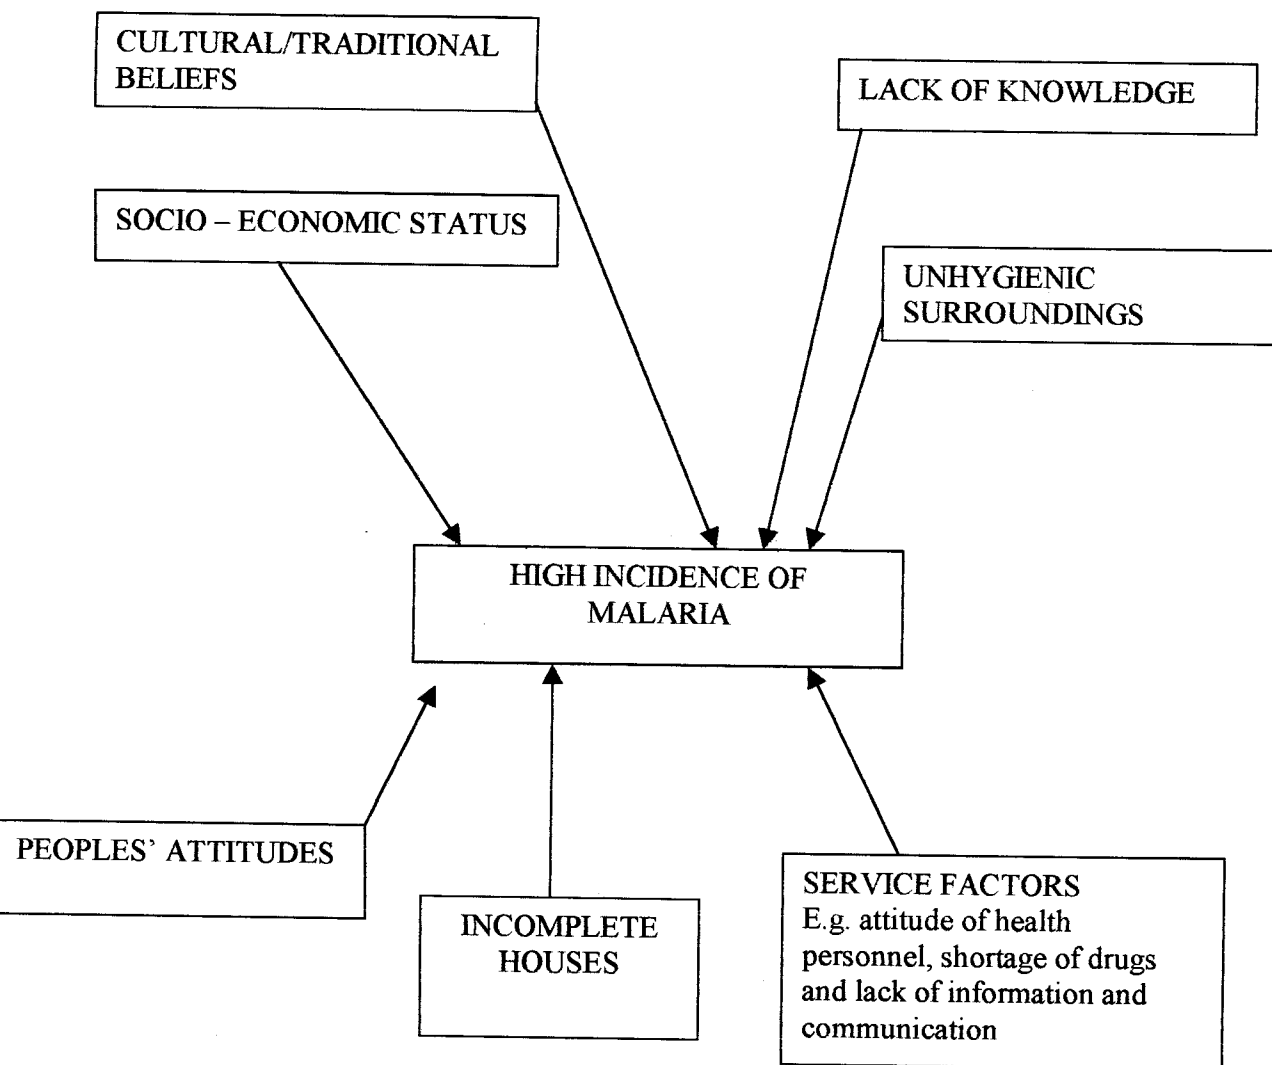 CULTURAL/TRADITIONAL
BELIEFS
LACK OF KNOWLEDGE
SOCIO – ECONOMIC STATUS
UNHYGIENIC
SURROUNDINGS
HIGH INCIDENCE OF
MALARIA
PEOPLES’ ATTITUDES
INCOMPLETE
HOUSES
SERVICE FACTORS
E.g. attitude of health
personnel, shortage of drugs
and lack of information and
communication